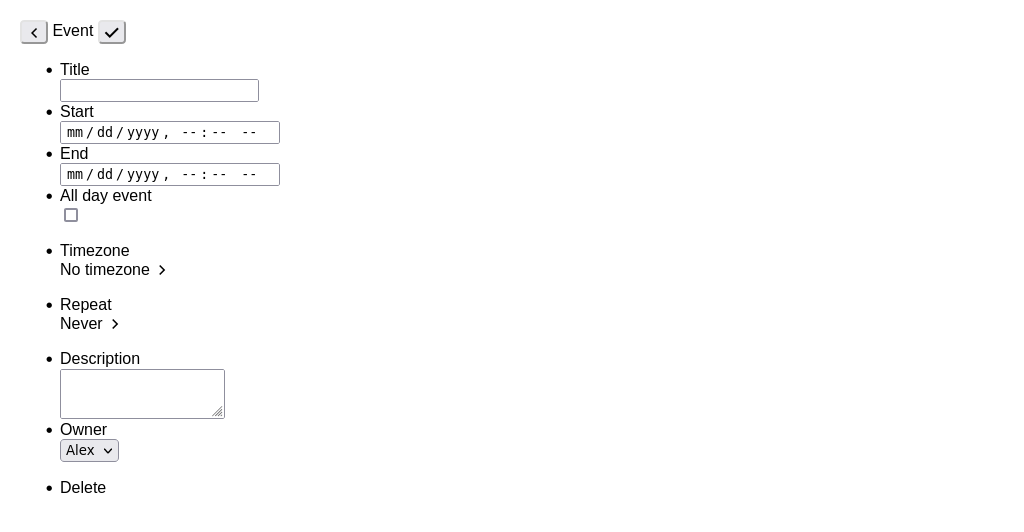 Event
Title
Start
mm/dd/yyyy, --:-- --
End
mm/dd/yyyy, --:-- --
All day event
Timezone
No timezone
Repeat
Never
Description
Owner
Alex
Delete